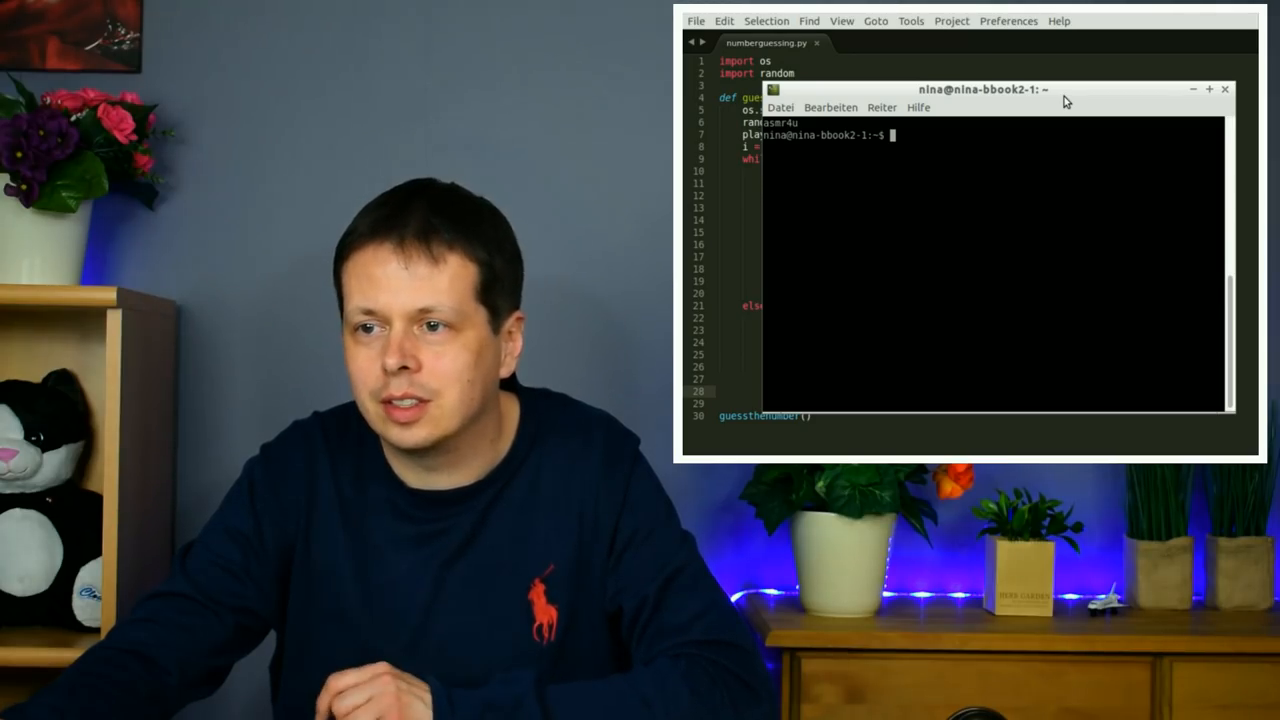 File Edit Selection Find View Goto Tools Project Preferences Help
numberguessing.py ×
1 import os
2 import random
3
4 def gues
5 os.
6 ran
7 pla
8 i =
9 whi
10
11
12
13
14
15
16
17
18
19
20
21 els
22
23
24
25
26
27
28
29
30 guessthenumber()
nina@nina-bbook2-1: ~
Datei Bearbeiten Reiter Hilfe
asmr4u
nina@nina-bbook2-1:~$
HERB GARDEN